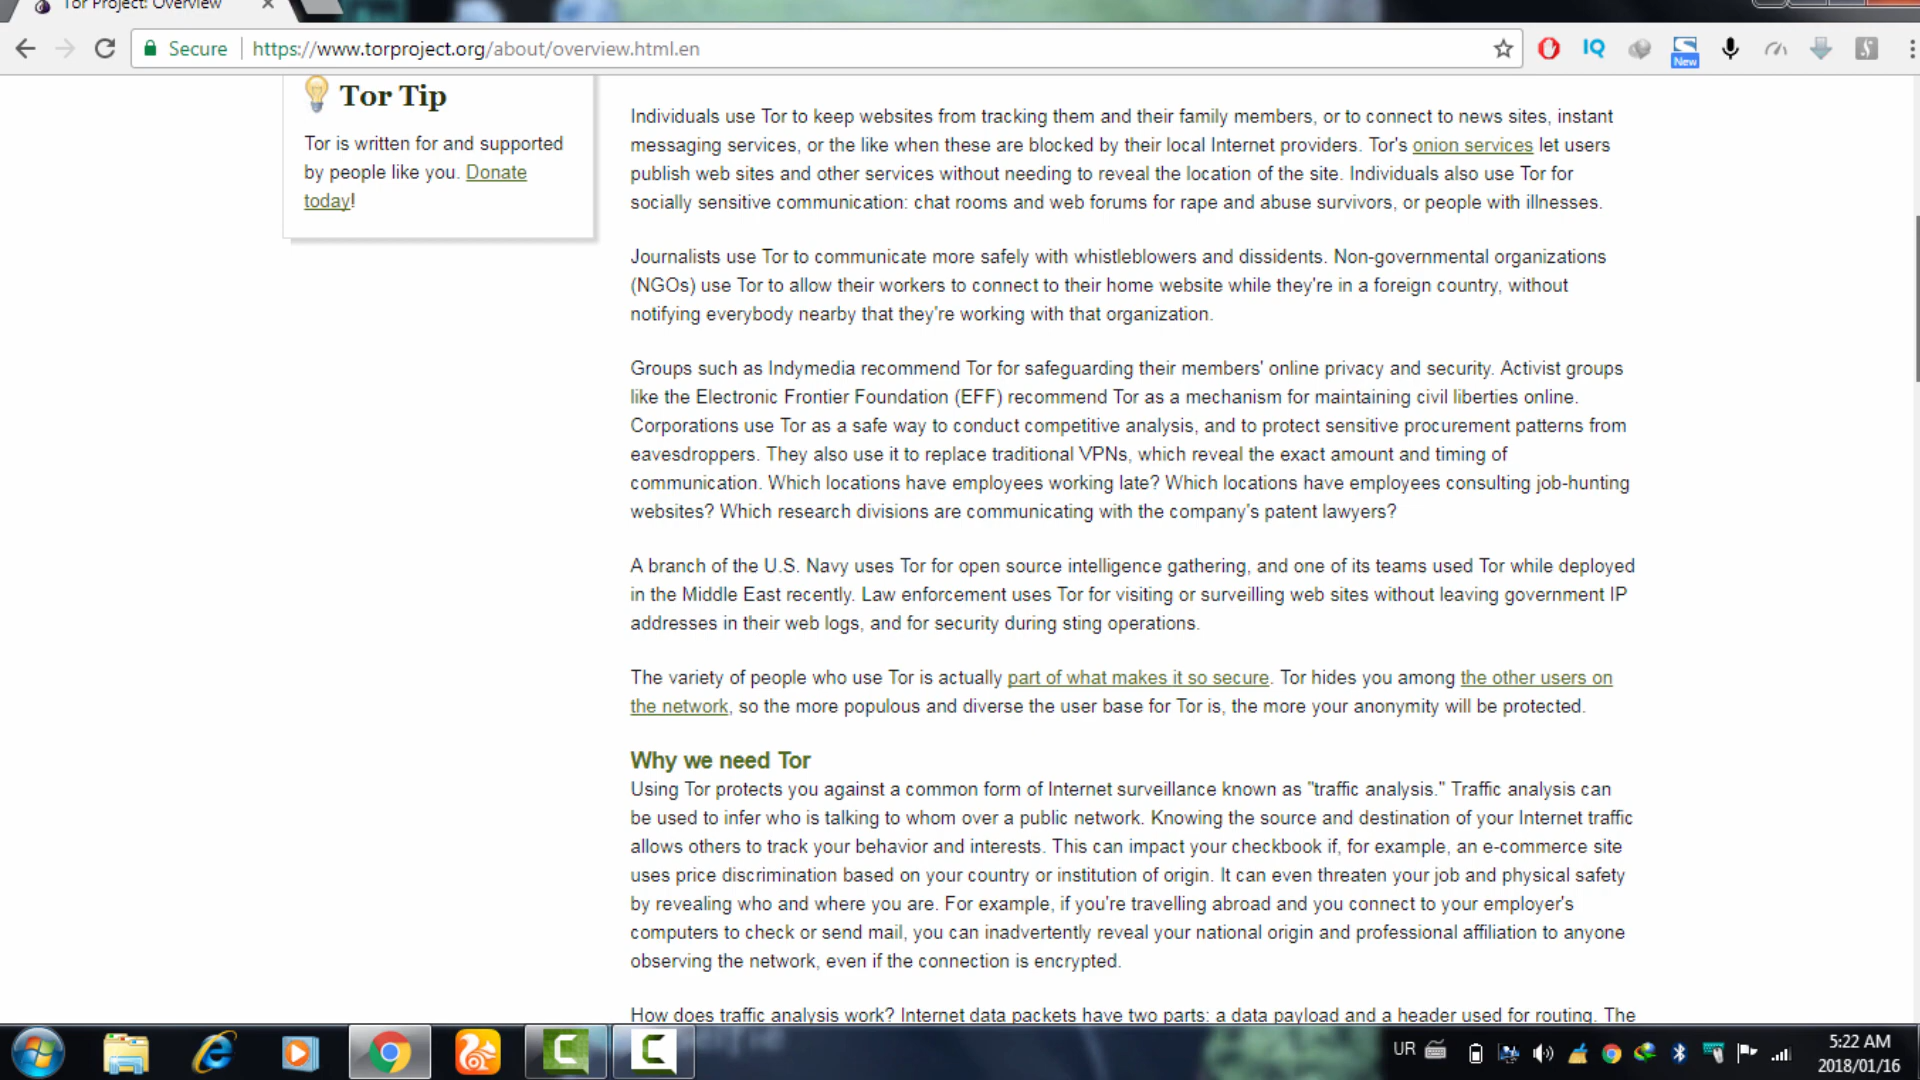 Tor Project: Overview
Secure
https://www.torproject.org/about/overview.html.en
New
Tor Tip
Tor is written for and supported
by people like you. Donate
today!
Individuals use Tor to keep websites from tracking them and their family members, or to connect to news sites, instant
messaging services, or the like when these are blocked by their local Internet providers. Tor's onion services let users
publish web sites and other services without needing to reveal the location of the site. Individuals also use Tor for
socially sensitive communication: chat rooms and web forums for rape and abuse survivors, or people with illnesses.
Journalists use Tor to communicate more safely with whistleblowers and dissidents. Non-governmental organizations
(NGOs) use Tor to allow their workers to connect to their home website while they're in a foreign country, without
notifying everybody nearby that they're working with that organization.
Groups such as Indymedia recommend Tor for safeguarding their members' online privacy and security. Activist groups
like the Electronic Frontier Foundation (EFF) recommend Tor as a mechanism for maintaining civil liberties online.
Corporations use Tor as a safe way to conduct competitive analysis, and to protect sensitive procurement patterns from
eavesdroppers. They also use it to replace traditional VPNs, which reveal the exact amount and timing of
communication. Which locations have employees working late? Which locations have employees consulting job-hunting
websites? Which research divisions are communicating with the company's patent lawyers?
A branch of the U.S. Navy uses Tor for open source intelligence gathering, and one of its teams used Tor while deployed
in the Middle East recently. Law enforcement uses Tor for visiting or surveilling web sites without leaving government IP
addresses in their web logs, and for security during sting operations.
The variety of people who use Tor is actually part of what makes it so secure. Tor hides you among the other users on
the network, so the more populous and diverse the user base for Tor is, the more your anonymity will be protected.
Why we need Tor
Using Tor protects you against a common form of Internet surveillance known as "traffic analysis." Traffic analysis can
be used to infer who is talking to whom over a public network. Knowing the source and destination of your Internet traffic
allows others to track your behavior and interests. This can impact your checkbook if, for example, an e-commerce site
uses price discrimination based on your country or institution of origin. It can even threaten your job and physical safety
by revealing who and where you are. For example, if you're travelling abroad and you connect to your employer's
computers to check or send mail, you can inadvertently reveal your national origin and professional affiliation to anyone
observing the network, even if the connection is encrypted.
How does traffic analysis work? Internet data packets have two parts: a data payload and a header used for routing. The
UR
5:22 AM
2018/01/16